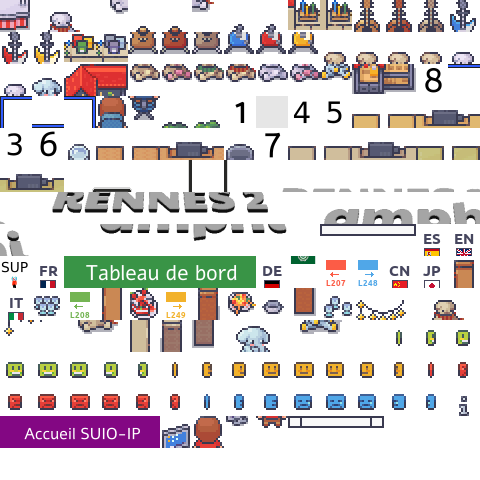 8
1 4 5
3 6 7
RENNES 2
ES EN
SUP FR Tableau de bord DE L207 L248 CN JP
IT L208 L249
Accueil SUIO-IP